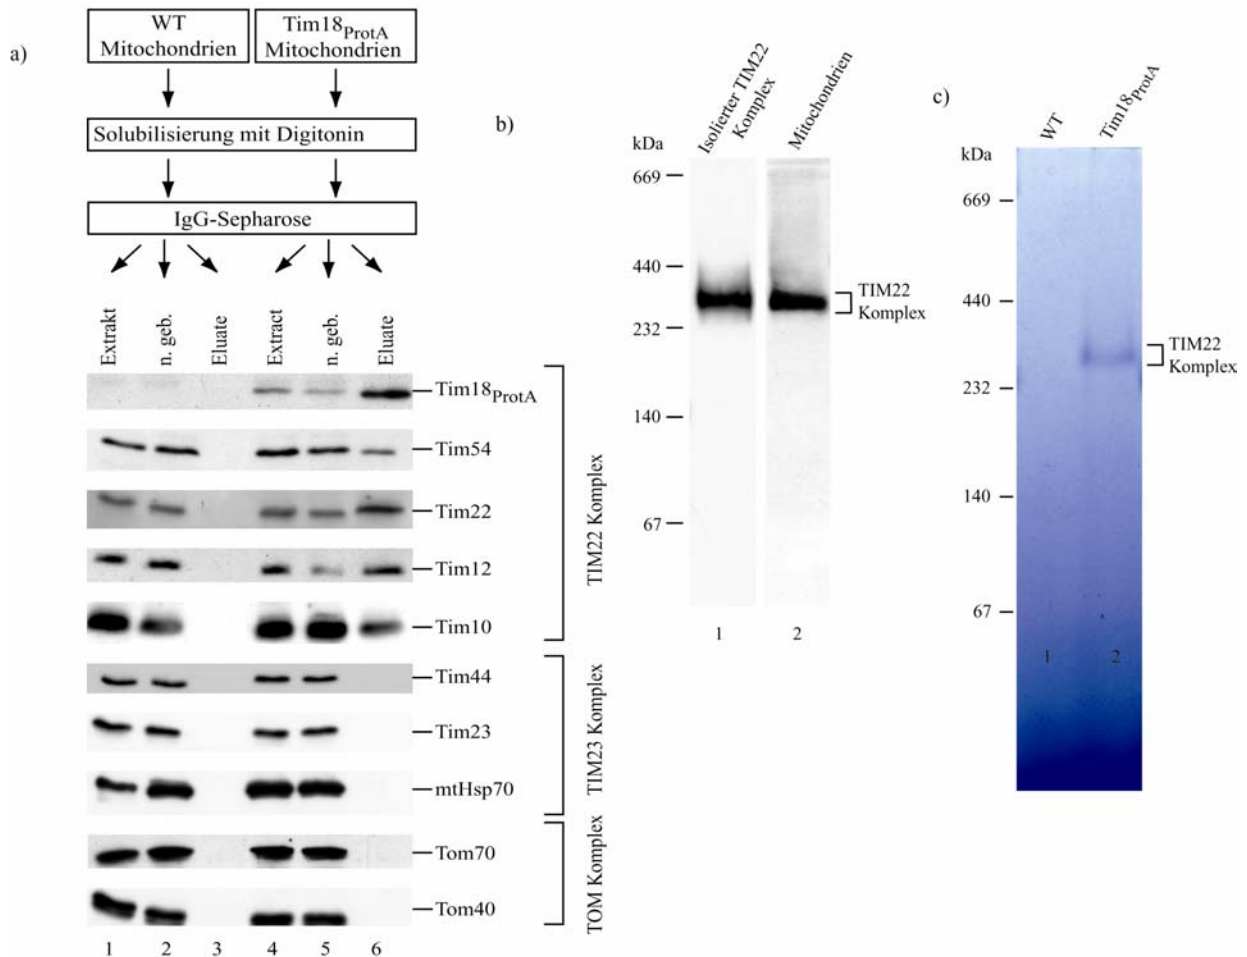 a)
WT
Mitochondrien
Tim18ProtA
Mitochondrien
Solubilisierung mit Digitonin
IgG-Sepharose
Extrakt
n. geb.
Eluate
Extract
n. geb.
Eluate
Tim18ProtA
Tim54
Tim22
Tim12
Tim10
TIM22 Komplex
Tim44
Tim23
mtHsp70
TIM23 Komplex
Tom70
Tom40
TOM Komplex
1 2 3 4 5 6
b)
kDa
Isolierter TIM22
Komplex
Mitochondrien
669
440
232
140
67
TIM22
Komplex
1 2
c)
kDa
WT
Tim18ProtA
669
440
232
140
67
TIM22
Komplex
1 2